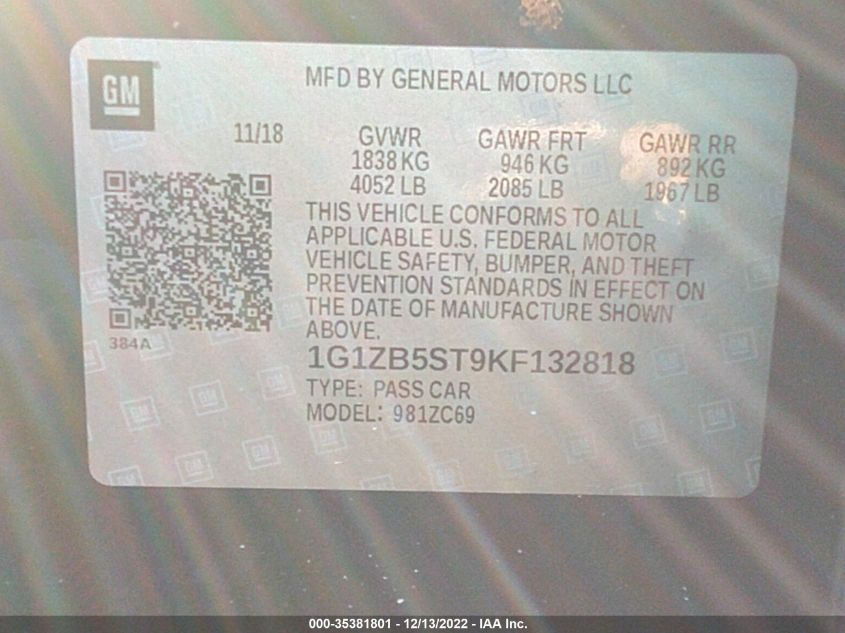 GM
MFD BY GENERAL MOTORS LLC
11/18 GVWR GAWR FRT GAWR RR
1838 KG 946 KG 892 KG
4052 LB 2085 LB 1967 LB
THIS VEHICLE CONFORMS TO ALL
APPLICABLE U.S. FEDERAL MOTOR
VEHICLE SAFETY, BUMPER, AND THEFT
PREVENTION STANDARDS IN EFFECT ON
THE DATE OF MANUFACTURE SHOWN
ABOVE.
384A
1G1ZB5ST9KF132818
TYPE: PASS CAR
MODEL: 981ZC69
000-35381801 - 12/13/2022 - IAA Inc.